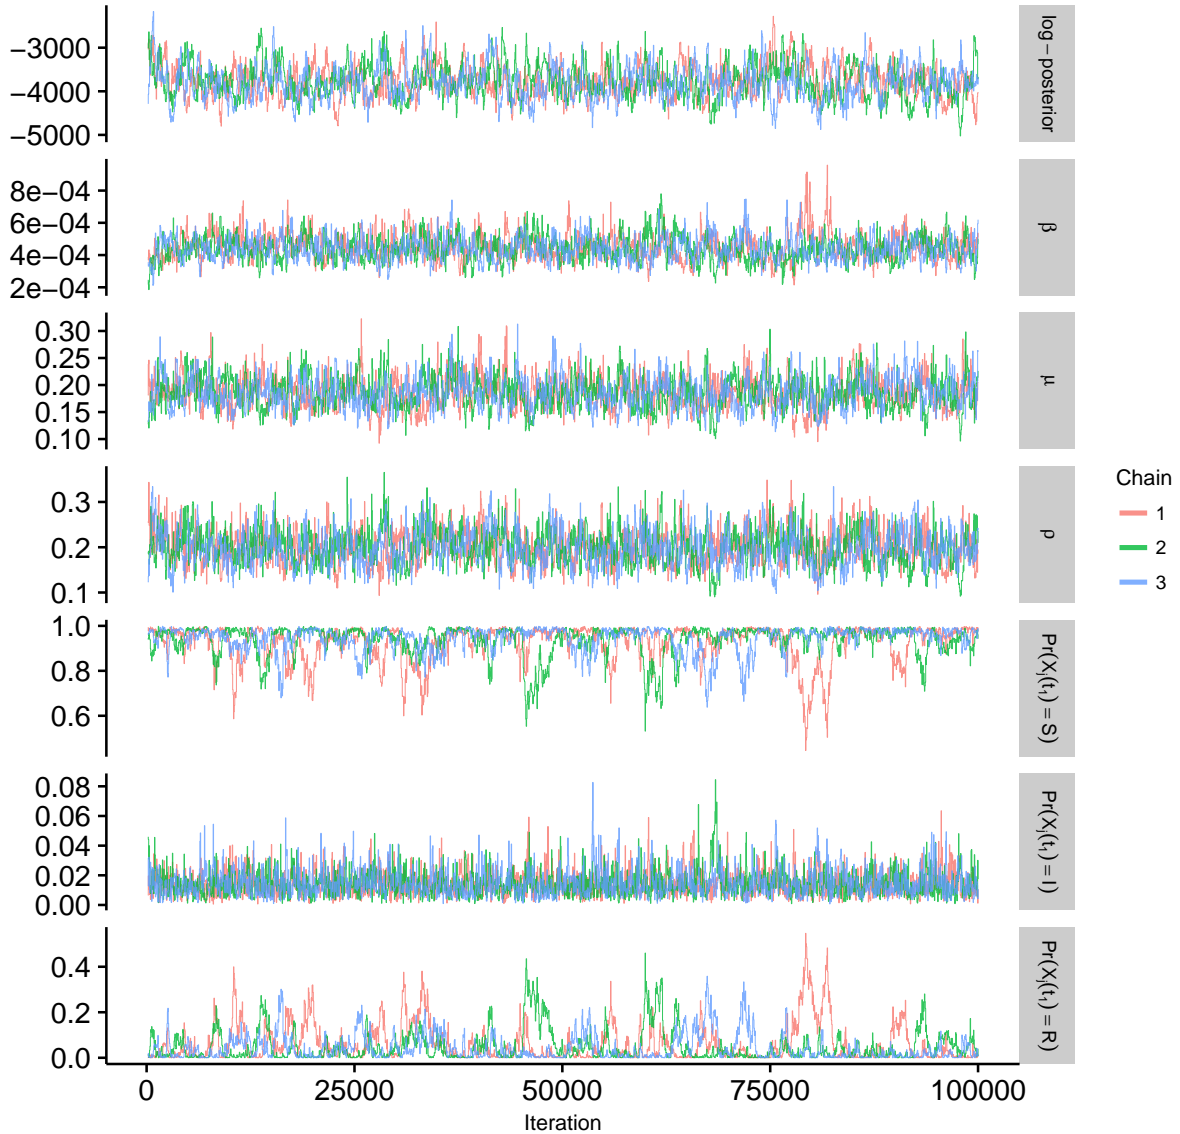 −3000
−4000
−5000
log−posterior
8e−04
6e−04
4e−04
2e−04
β
0.30
0.25
0.20
0.15
0.10
μ
0.3
0.2
0.1
ρ
1.0
0.8
0.6
Pr(Xj(t1) = S)
0.08
0.06
0.04
0.02
0.00
Pr(Xj(t1) = I)
0.4
0.2
0.0
Pr(Xj(t1) = R)
0 25000 50000 75000 100000
Iteration
Chain
1
2
3